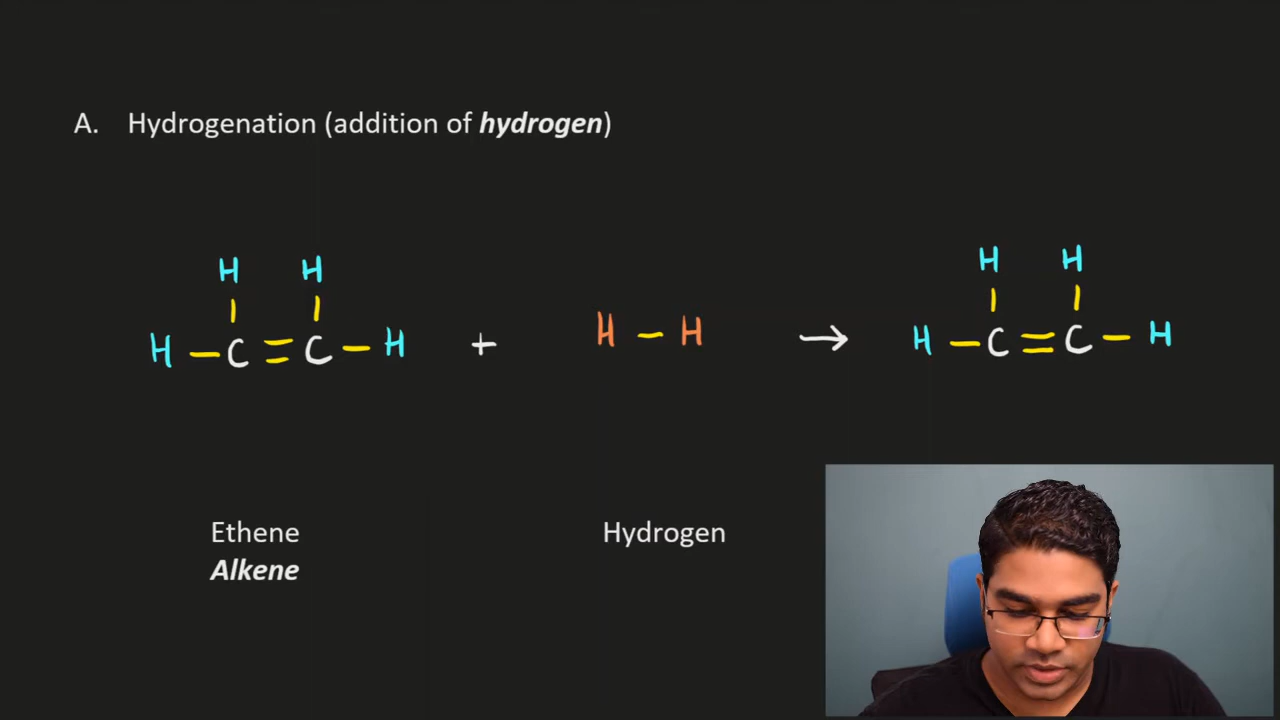 A. Hydrogenation (addition of hydrogen)
H H H H
H – C = C – H + H – H → H – C = C – H
Ethene Hydrogen
Alkene